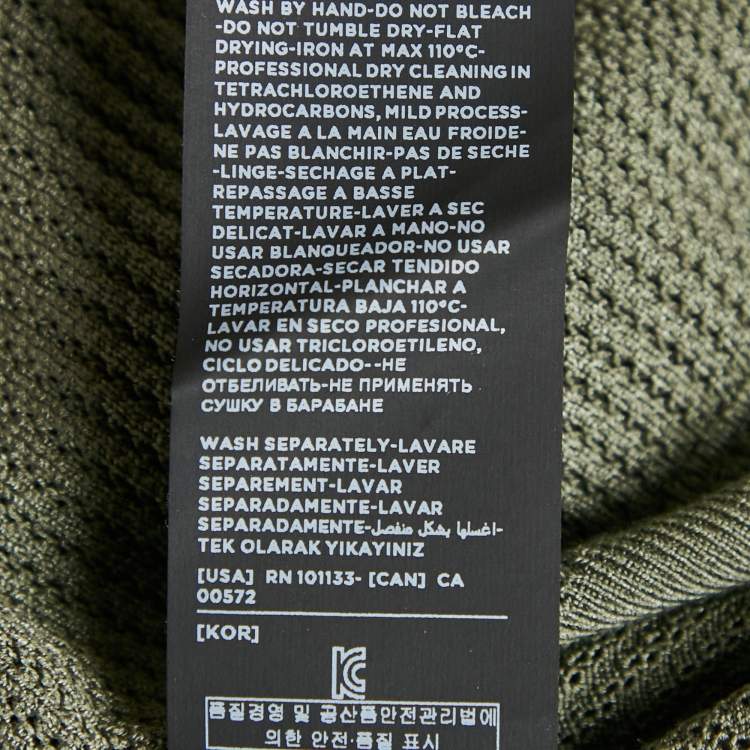 WASH BY HAND-DO NOT BLEACH
-DO NOT TUMBLE DRY-FLAT
DRYING-IRON AT MAX 110°C-
PROFESSIONAL DRY CLEANING IN
TETRACHLOROETHENE AND
HYDROCARBONS, MILD PROCESS-
LAVAGE A LA MAIN EAU FROIDE-
NE PAS BLANCHIR-PAS DE SECHE
-LINGE-SECHAGE A PLAT-
REPASSAGE A BASSE
TEMPERATURE-LAVER A SEC
DELICAT-LAVAR A MANO-NO
USAR BLANQUEADOR-NO USAR
SECADORA-SECAR TENDIDO
HORIZONTAL-PLANCHAR A
TEMPERATURA BAJA 110°C-
LAVAR EN SECO PROFESIONAL,
NO USAR TRICLOROETILENO,
CICLO DELICADO--НЕ
ОТБЕЛИВАТЬ-НЕ ПРИМЕНЯТЬ
СУШКУ В БАРАБАНЕ
WASH SEPARATELY-LAVARE
SEPARATAMENTE-LAVER
SEPAREMENT-LAVAR
SEPARADAMENTE-LAVAR
SEPARADAMENTE-اغسلها بشكل منفصل-
TEK OLARAK YIKAYINIZ
[USA] RN 101133- [CAN] CA
00572
[KOR]
KC
품질경영 및 공산품안전관리법에
의한 안전·품질 표시